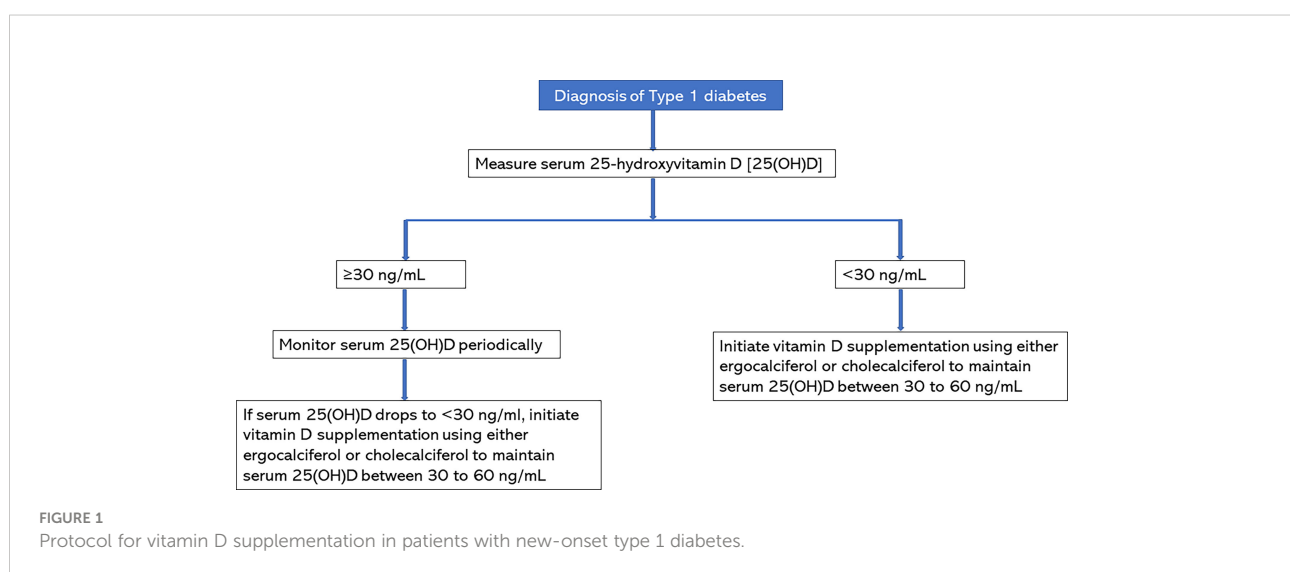 Diagnosis of Type 1 diabetes
Measure serum 25-hydroxyvitamin D [25(OH)D]
≥30 ng/mL
<30 ng/mL
Monitor serum 25(OH)D periodically
Initiate vitamin D supplementation using either
ergocalciferol or cholecalciferol to maintain
serum 25(OH)D between 30 to 60 ng/mL
If serum 25(OH)D drops to <30 ng/ml, initiate
vitamin D supplementation using either
ergocalciferol or cholecalciferol to maintain
serum 25(OH)D between 30 to 60 ng/mL
FIGURE 1
Protocol for vitamin D supplementation in patients with new-onset type 1 diabetes.